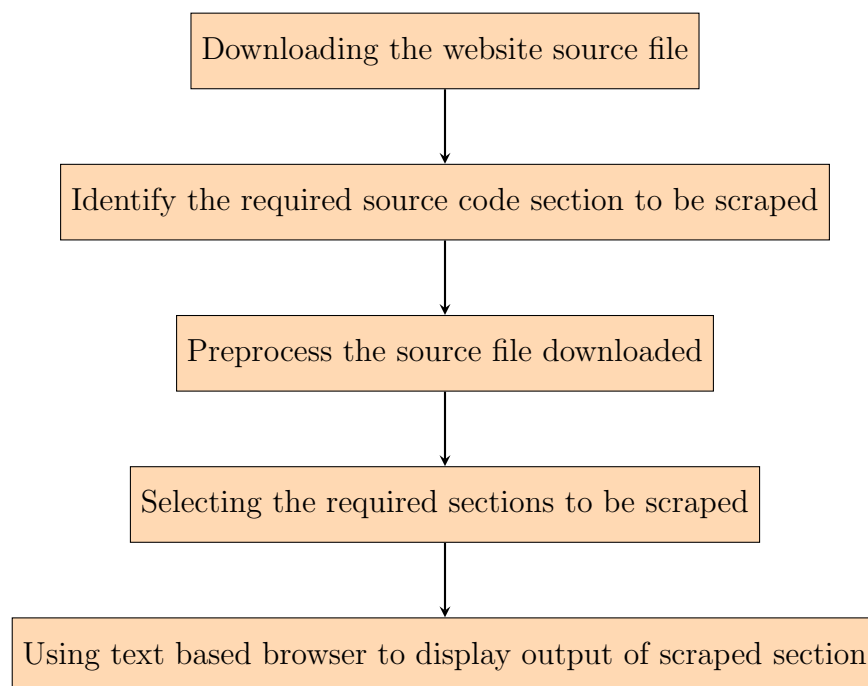 Downloading the website source file
Identify the required source code section to be scraped
Preprocess the source file downloaded
Selecting the required sections to be scraped
Using text based browser to display output of scraped section